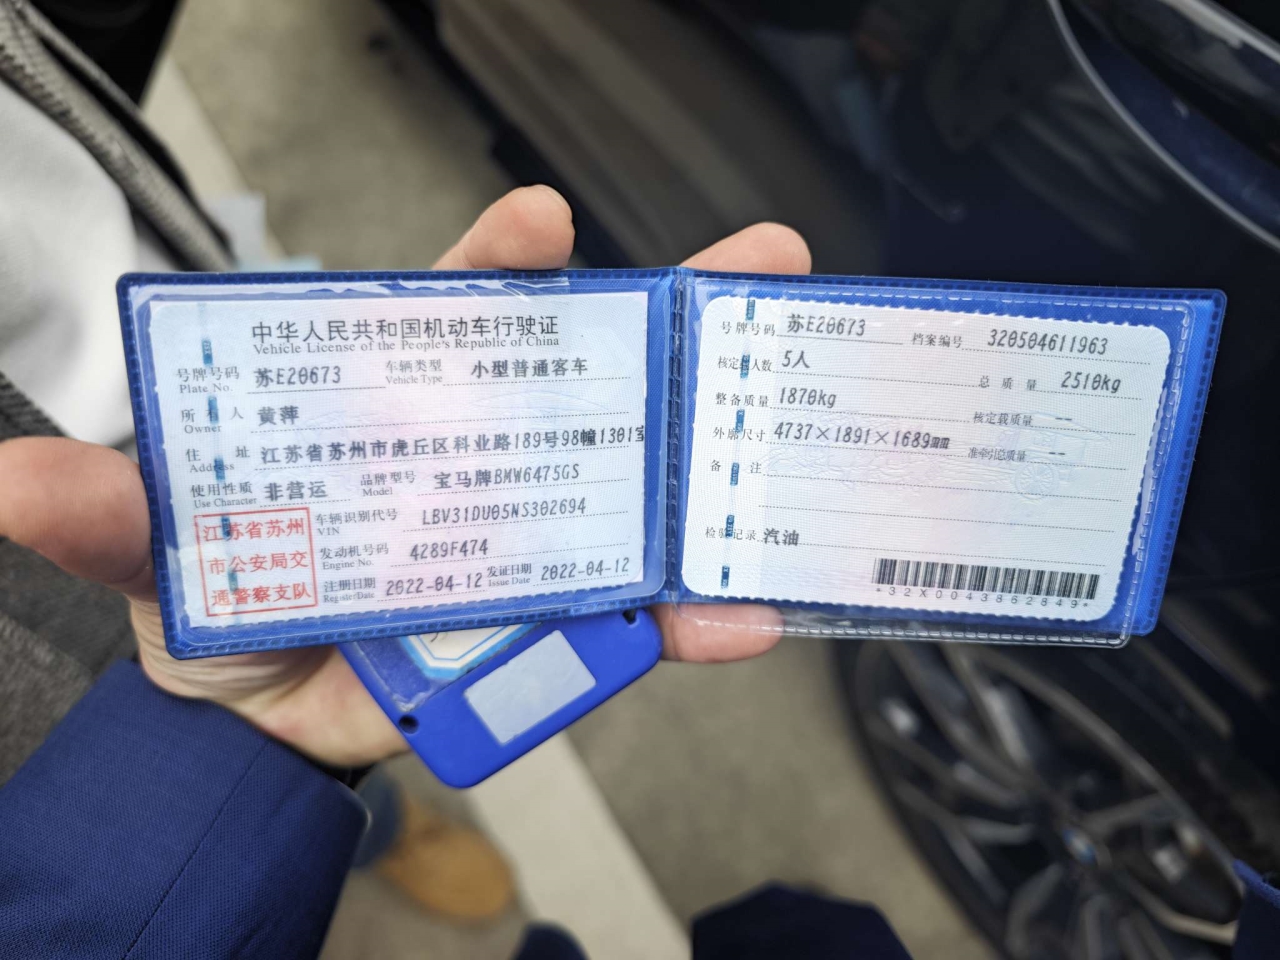 中华人民共和国机动车行驶证
Vehicle License of the People's Republic of China
号牌号码 苏E20673 车辆类型 小型普通客车
Plate No. Vehicle Type
所有人 黄萍
Owner
住址 江苏省苏州市虎丘区科业路189号98幢1301室
Address
使用性质 非营运 品牌型号 宝马牌BMW6475GS
Use Character Model
江苏省苏州
市公安局交
通警察支队
车辆识别代号 LBV31DU05NS302694
VIN
发动机号码 4289F474
Engine No.
注册日期 2022-04-12 发证日期 2022-04-12
Register Date Issue Date
号牌号码 苏E20673 档案编号 320504611963
核定载人数 5人 总质量 2510kg
整备质量 1870kg 核定载质量 --
外廓尺寸 4737×1891×1689mm 准牵引总质量 --
备注
检验记录 汽油
*32X0043862849*